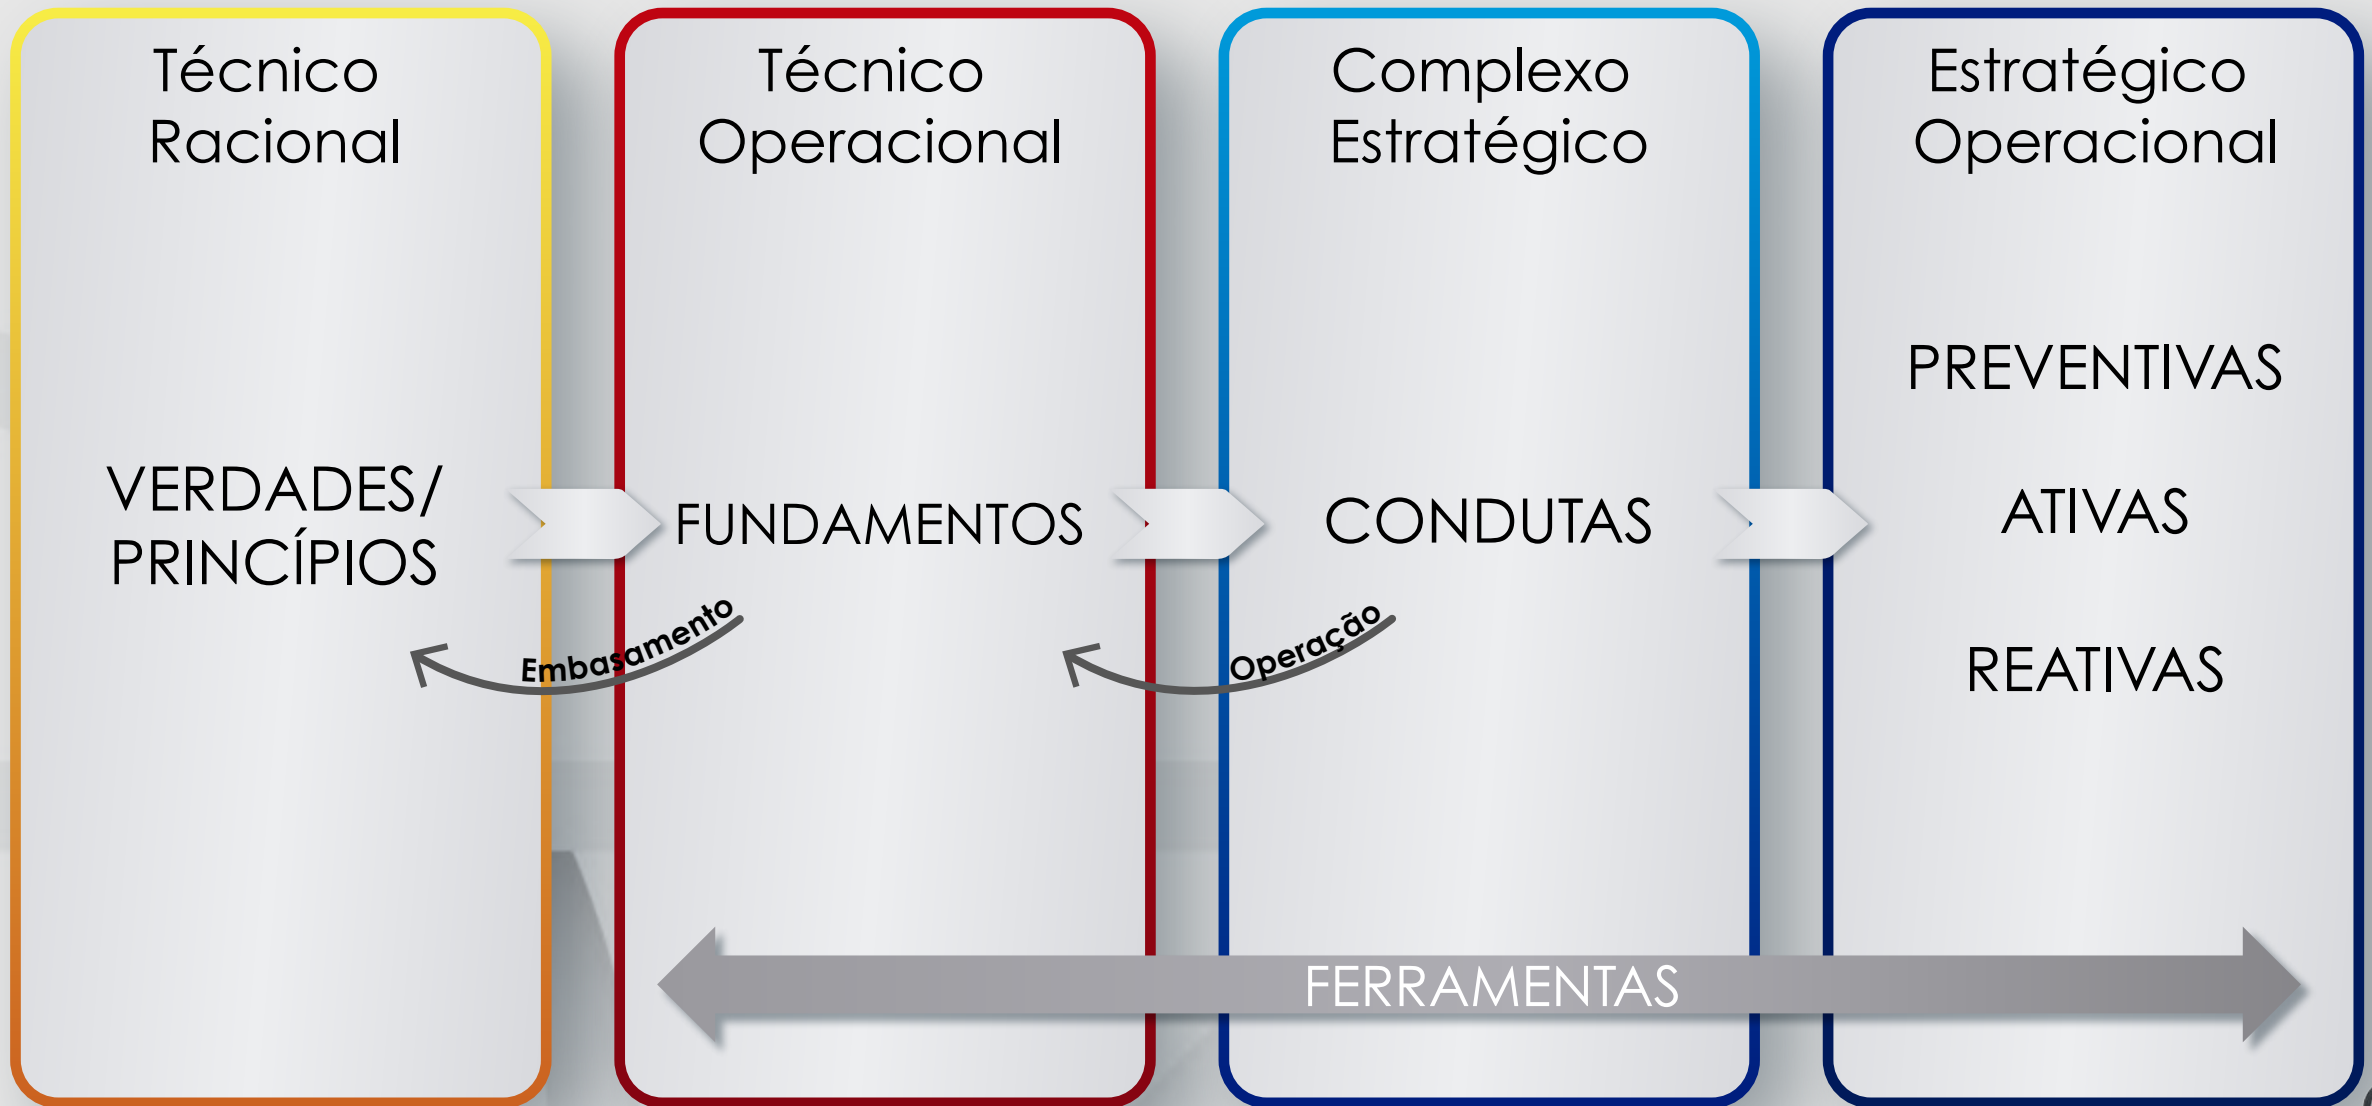 Técnico
Racional
VERDADES/
PRINCÍPIOS
Técnico
Operacional
FUNDAMENTOS
Embasamento
Complexo
Estratégico
CONDUTAS
Operação
Estratégico
Operacional
PREVENTIVAS
ATIVAS
REATIVAS
FERRAMENTAS